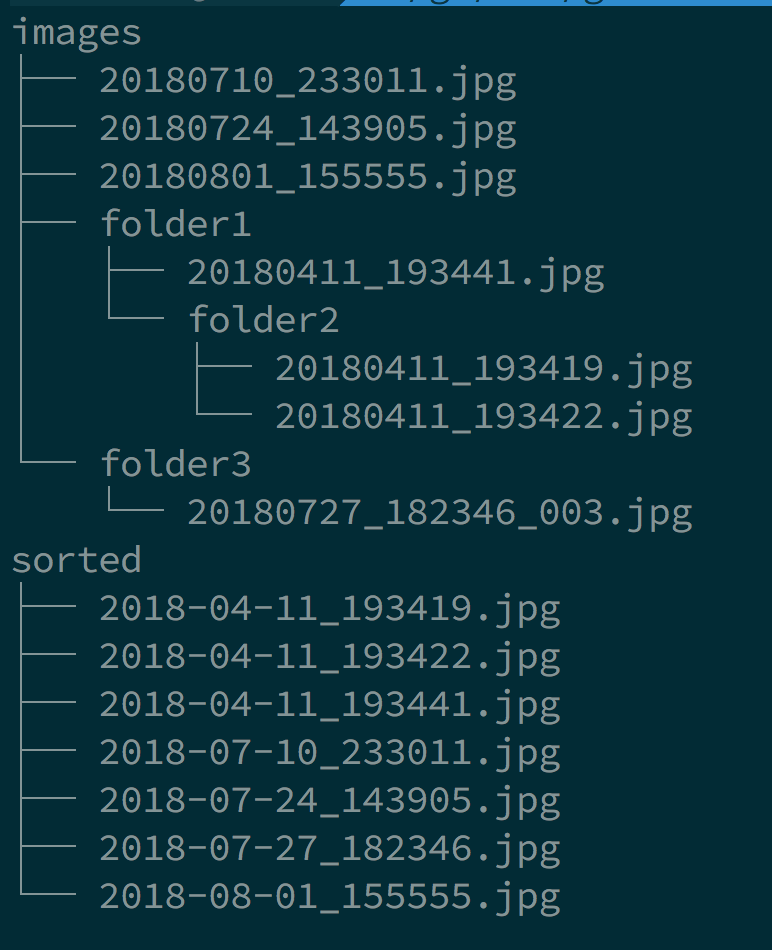 images
20180710_233011.jpg
20180724_143905.jpg
20180801_155555.jpg
folder1
20180411_193441.jpg
folder2
20180411_193419.jpg
20180411_193422.jpg
folder3
20180727_182346_003.jpg
sorted
2018-04-11_193419.jpg
2018-04-11_193422.jpg
2018-04-11_193441.jpg
2018-07-10_233011.jpg
2018-07-24_143905.jpg
2018-07-27_182346.jpg
2018-08-01_155555.jpg